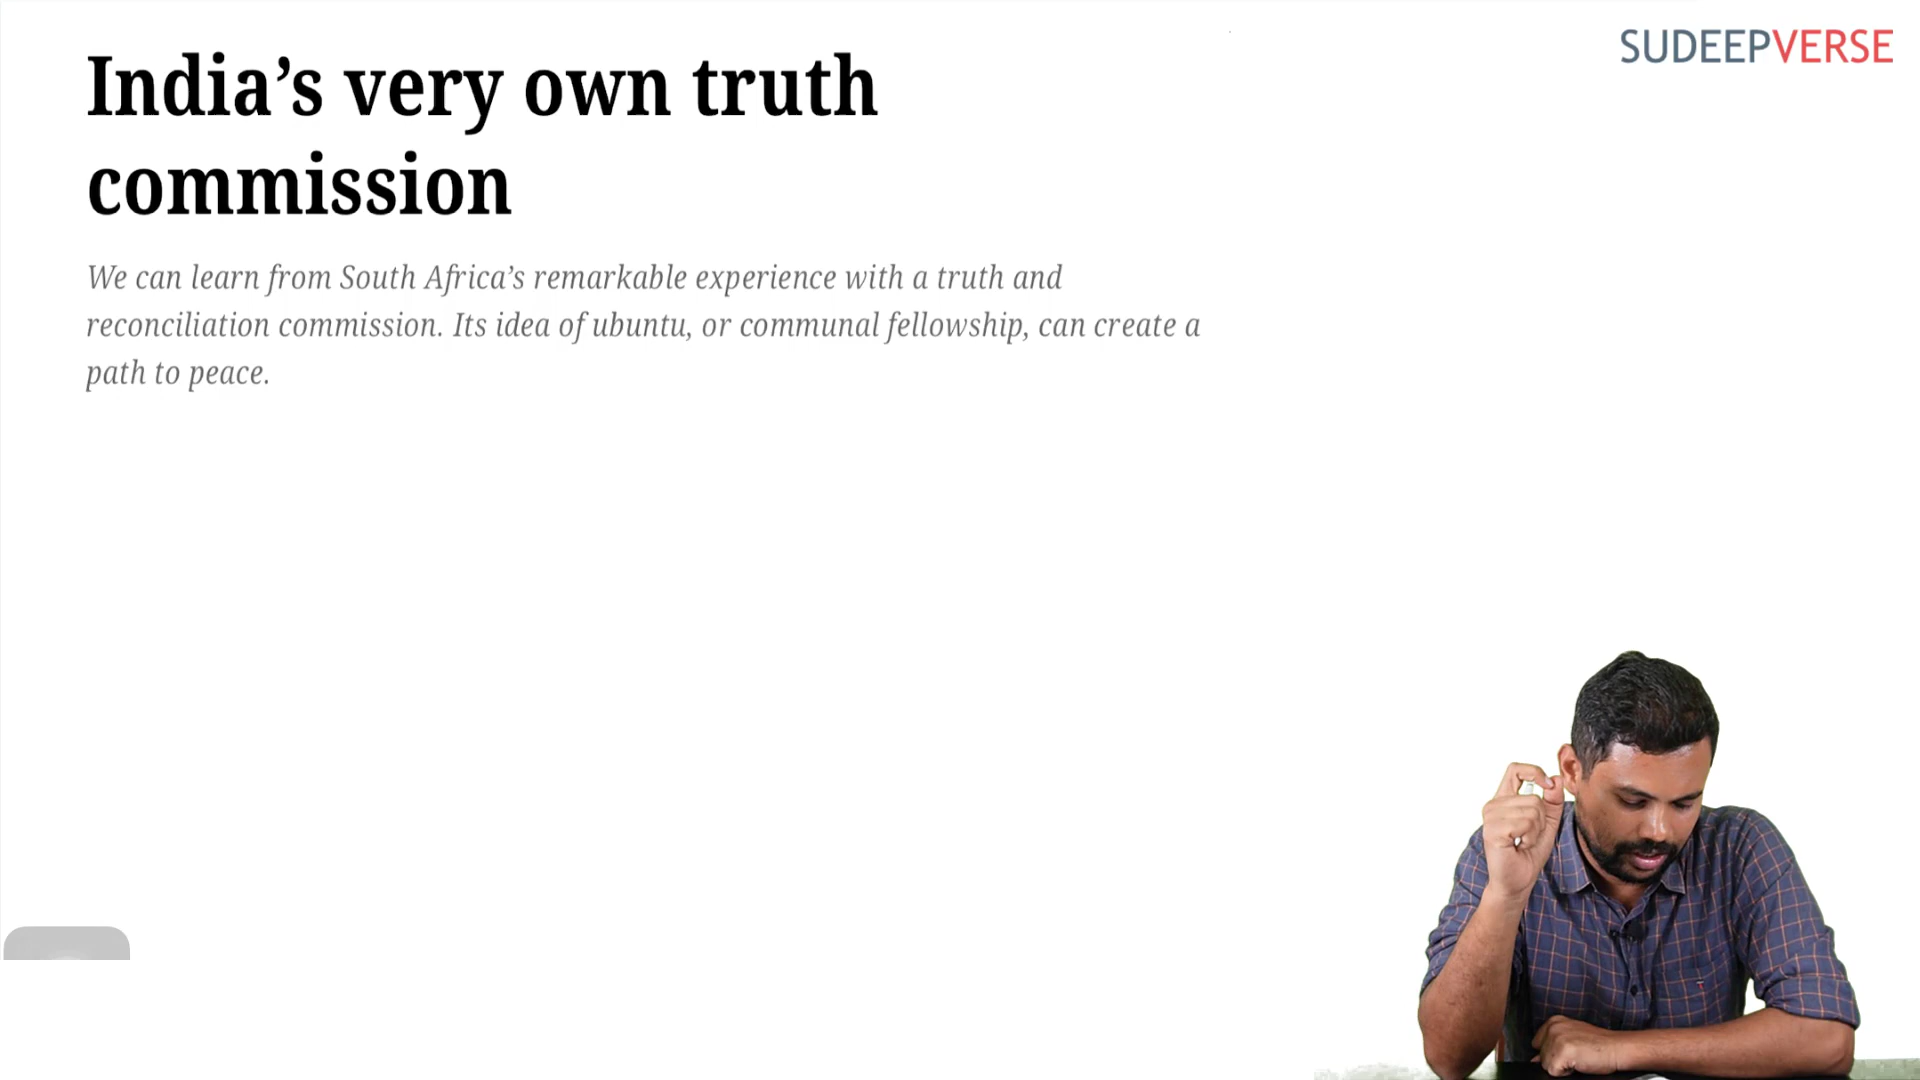 SUDEEPVERSE
India’s very own truth
commission
We can learn from South Africa’s remarkable experience with a truth and
reconciliation commission. Its idea of ubuntu, or communal fellowship, can create a
path to peace.